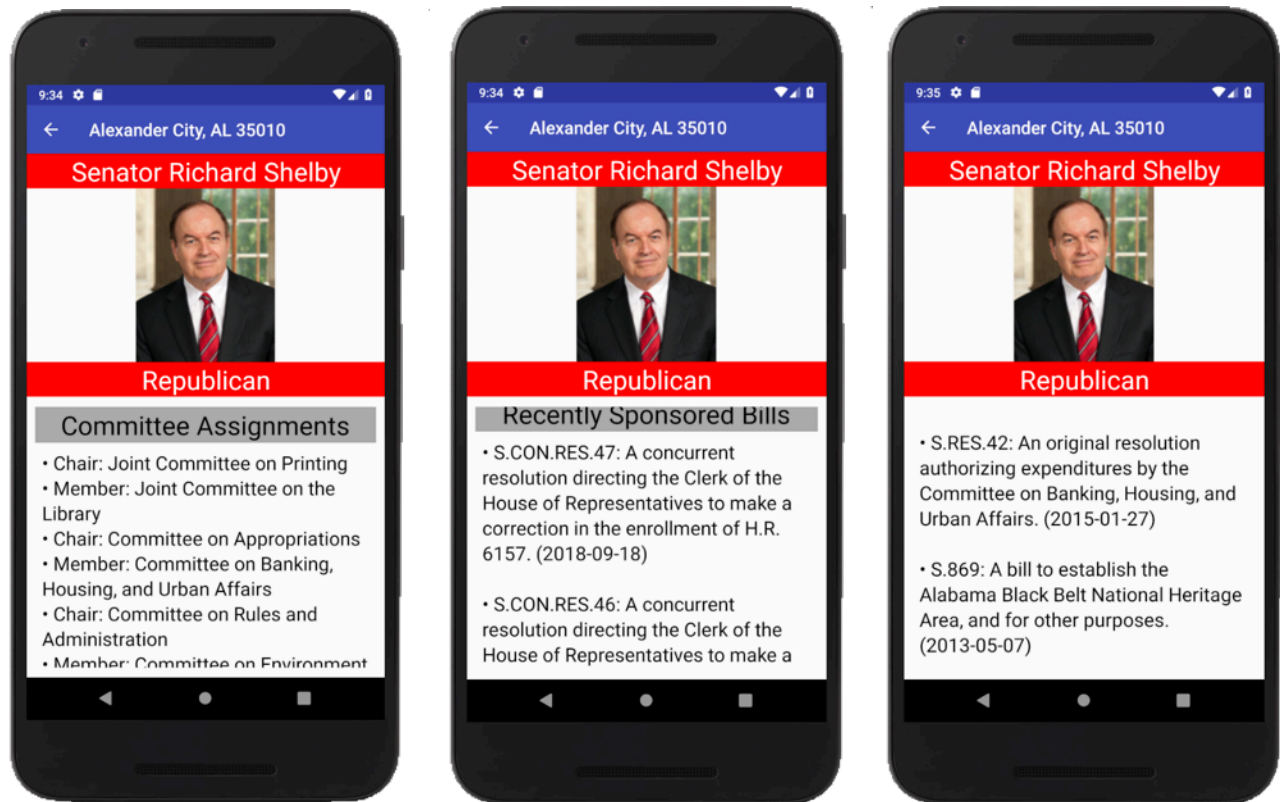 9:34
Alexander City, AL 35010
Senator Richard Shelby
Republican
Committee Assignments
• Chair: Joint Committee on Printing
• Member: Joint Committee on the
Library
• Chair: Committee on Appropriations
• Member: Committee on Banking,
Housing, and Urban Affairs
• Chair: Committee on Rules and
Administration
• Member: Committee on Environment
9:34
Alexander City, AL 35010
Senator Richard Shelby
Republican
Recently Sponsored Bills
• S.CON.RES.47: A concurrent
resolution directing the Clerk of the
House of Representatives to make a
correction in the enrollment of H.R.
6157. (2018-09-18)
• S.CON.RES.46: A concurrent
resolution directing the Clerk of the
House of Representatives to make a
9:35
Alexander City, AL 35010
Senator Richard Shelby
Republican
• S.RES.42: An original resolution
authorizing expenditures by the
Committee on Banking, Housing, and
Urban Affairs. (2015-01-27)
• S.869: A bill to establish the
Alabama Black Belt National Heritage
Area, and for other purposes.
(2013-05-07)